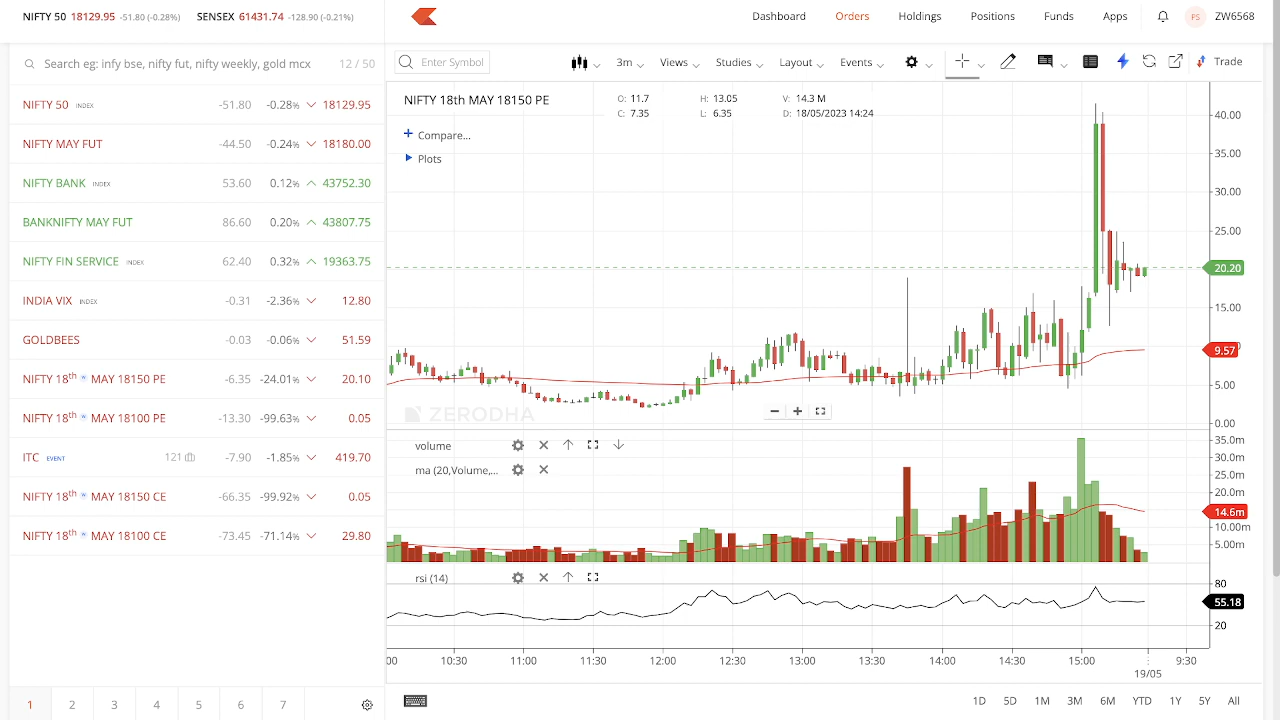 NIFTY 50 18129.95 -51.80 (-0.28%) SENSEX 61431.74 -128.90 (-0.21%)
Dashboard Orders Holdings Positions Funds Apps PS ZW6568
Search eg: infy bse, nifty fut, nifty weekly, gold mcx 12 / 50
NIFTY 50 INDEX -51.80 -0.28% 18129.95
NIFTY MAY FUT -44.50 -0.24% 18180.00
NIFTY BANK INDEX 53.60 0.12% 43752.30
BANKNIFTY MAY FUT 86.60 0.20% 43807.75
NIFTY FIN SERVICE INDEX 62.40 0.32% 19363.75
INDIA VIX INDEX -0.31 -2.36% 12.80
GOLDBEES -0.03 -0.06% 51.59
NIFTY 18th w MAY 18150 PE -6.35 -24.01% 20.10
NIFTY 18th w MAY 18100 PE -13.30 -99.63% 0.05
ITC EVENT 121 -7.90 -1.85% 419.70
NIFTY 18th w MAY 18150 CE -66.35 -99.92% 0.05
NIFTY 18th w MAY 18100 CE -73.45 -71.14% 29.80
1 2 3 4 5 6 7
Enter Symbol 3m Views Studies Layout Events Trade
NIFTY 18th MAY 18150 PE
O: 11.7 H: 13.05 V: 14.3 M
C: 7.35 L: 6.35 D: 18/05/2023 14:24
Compare...
Plots
40.00
35.00
30.00
25.00
20.20
15.00
9.57
5.00
0.00
ZERODHA
volume
ma (20,Volume,...
35.0m
30.0m
25.0m
20.0m
14.6m
10.00m
5.00m
rsi (14)
80
55.18
20
:00 10:30 11:00 11:30 12:00 12:30 13:00 13:30 14:00 14:30 15:00 9:30
19/05
1D 5D 1M 3M 6M YTD 1Y 5Y All